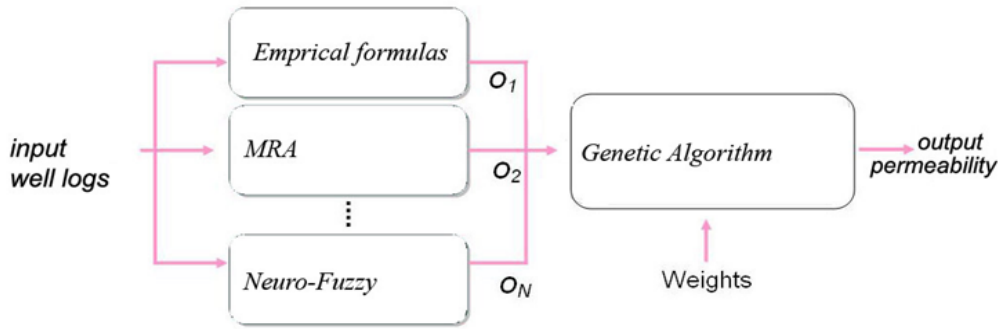 Emprical formulas
O1
input
well logs
MRA
O2
Genetic Algorithm
output
permeability
Neuro-Fuzzy
ON
Weights